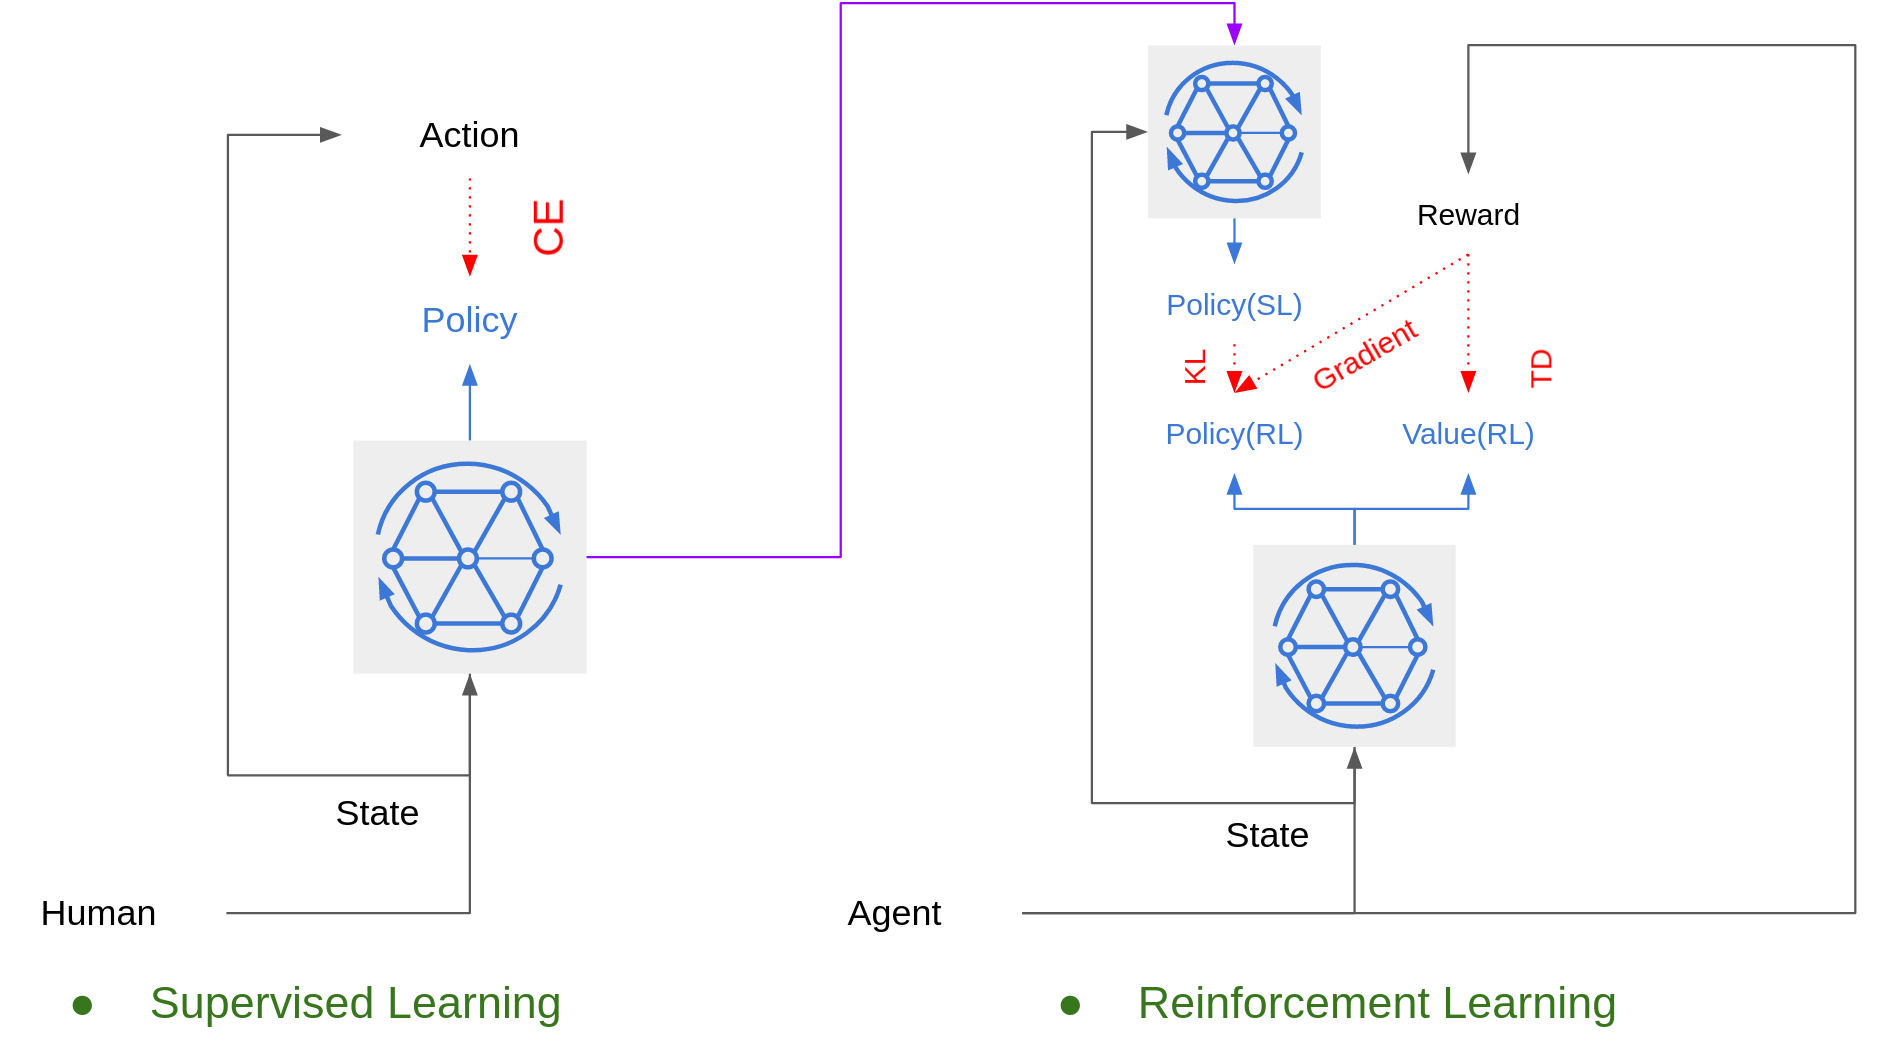 Action
CE
Policy
State
Human
Supervised Learning
Reward
Policy(SL)
KL
Gradient
TD
Policy(RL)
Value(RL)
State
Agent
Reinforcement Learning